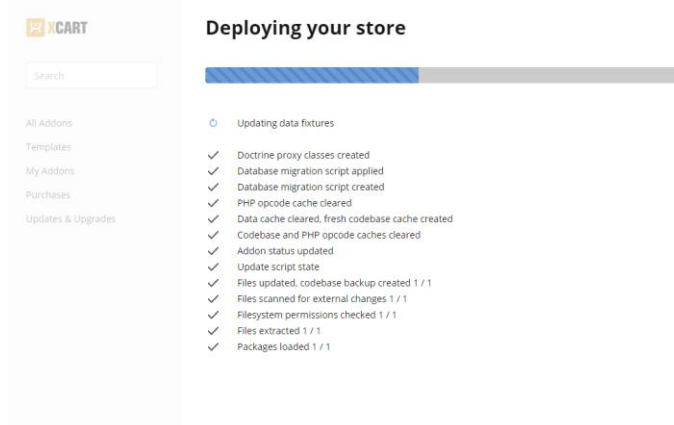 XCART
Deploying your store
Search
All Addons
Templates
My Addons
Purchases
Updates & Upgrades
Updating data fixtures
Doctrine proxy classes created
Database migration script applied
Database migration script created
PHP opcode cache cleared
Data cache cleared, fresh codebase cache created
Codebase and PHP opcode caches cleared
Addon status updated
Update script state
Files updated, codebase backup created 1 / 1
Files scanned for external changes 1 / 1
Filesystem permissions checked 1 / 1
Files extracted 1 / 1
Packages loaded 1 / 1